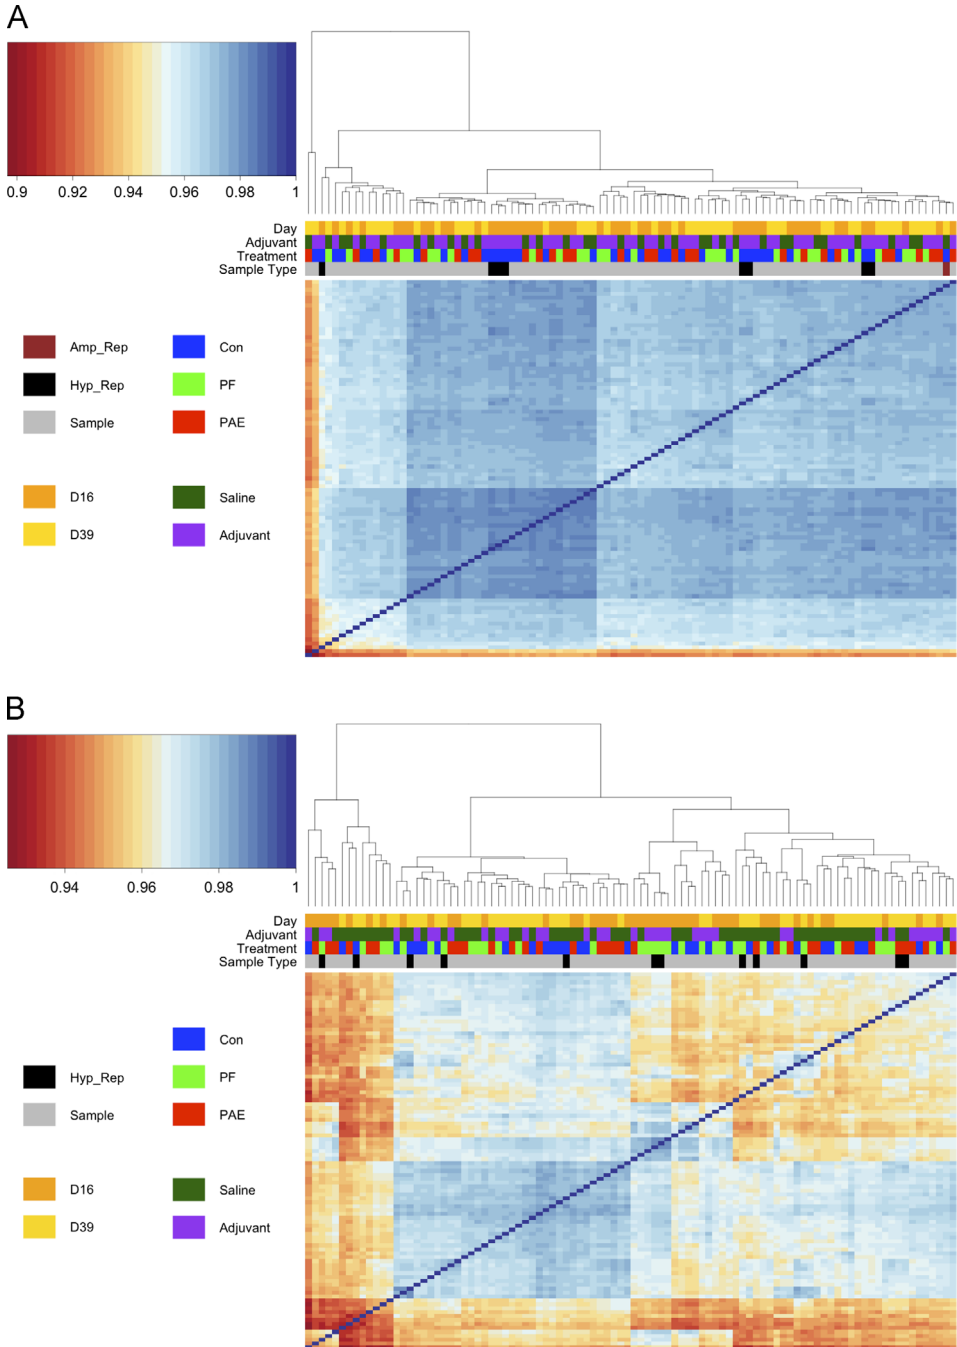 A
0.9 0.92 0.94 0.96 0.98 1
Day
Adjuvant
Treatment
Sample Type
Amp_Rep Con
Hyp_Rep PF
Sample PAE
D16 Saline
D39 Adjuvant
B
0.94 0.96 0.98 1
Day
Adjuvant
Treatment
Sample Type
Con
Hyp_Rep PF
Sample PAE
D16 Saline
D39 Adjuvant